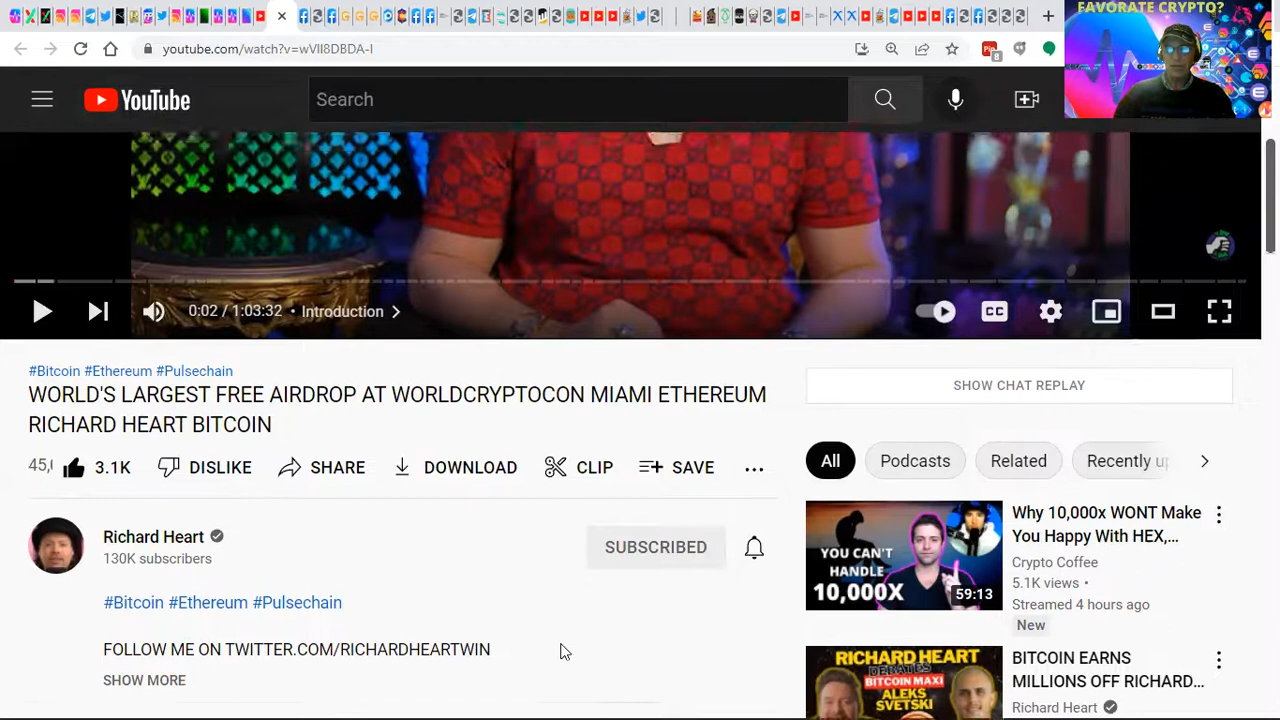 FAVORATE CRYPTO?
youtube.com/watch?v=wVII8DBDA-I
8
YouTube
Search
0:02 / 1:03:32 • Introduction
CC
#Bitcoin #Ethereum #Pulsechain
WORLD'S LARGEST FREE AIRDROP AT WORLDCRYPTOCON MIAMI ETHEREUM
RICHARD HEART BITCOIN
3.1K
DISLIKE
SHARE
DOWNLOAD
CLIP
SAVE
Richard Heart
130K subscribers
SUBSCRIBED
#Bitcoin #Ethereum #Pulsechain
FOLLOW ME ON TWITTER.COM/RICHARDHEARTWIN
SHOW MORE
SHOW CHAT REPLAY
All
Podcasts
Related
Recently
YOU CAN'T
HANDLE
10,000X
59:13
Why 10,000x WONT Make
You Happy With HEX,...
Crypto Coffee
5.1K views •
Streamed 4 hours ago
New
RICHARD HEART
DEBATES
BITCOIN MAXI
ALEKS
SVETSKI
BITCOIN EARNS
MILLIONS OFF RICHARD...
Richard Heart